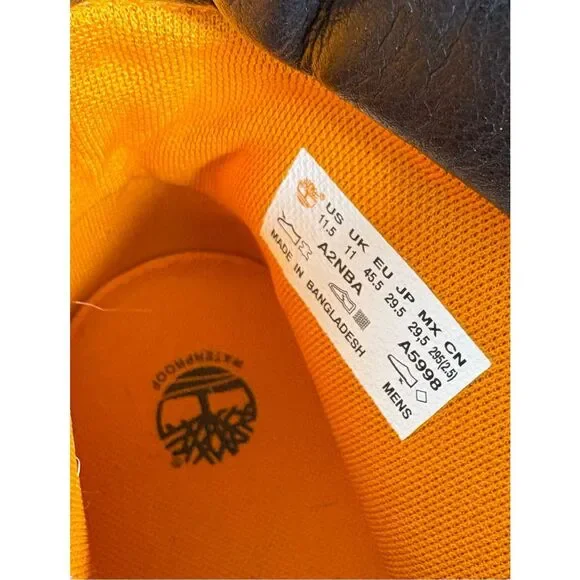 US UK EU JP MX CN
11.5 11 45.5 29.5 29,5 295(2.5)
A2NBA A5998
MADE IN BANGLADESH
MENS
WATERPROOF
®